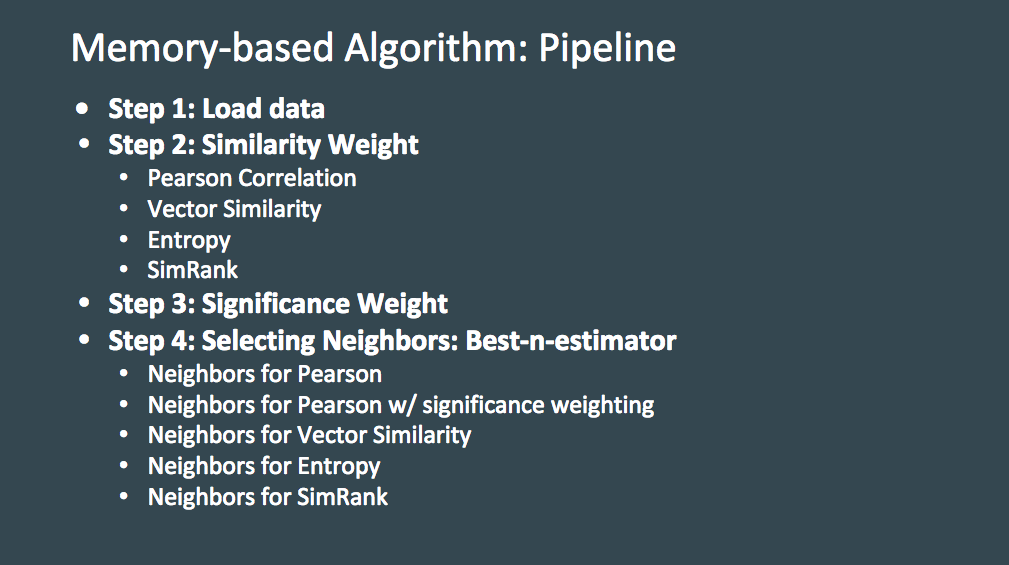 Memory-based Algorithm: Pipeline
• Step 1: Load data
• Step 2: Similarity Weight
• Pearson Correlation
• Vector Similarity
• Entropy
• SimRank
• Step 3: Significance Weight
• Step 4: Selecting Neighbors: Best-n-estimator
• Neighbors for Pearson
• Neighbors for Pearson w/ significance weighting
• Neighbors for Vector Similarity
• Neighbors for Entropy
• Neighbors for SimRank